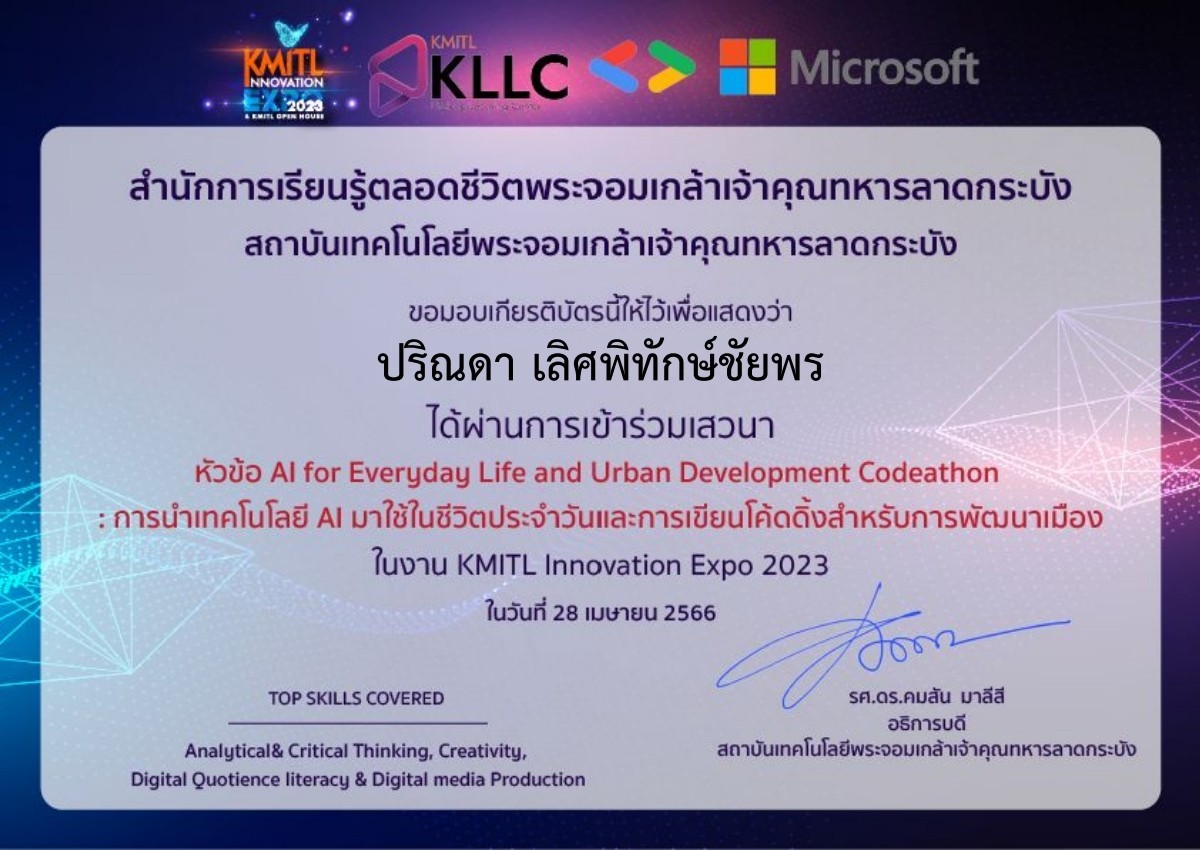 KMITL
INNOVATION
EXPO
2023
& KMITL OPEN HOUSE
KMITL
KLLC
Microsoft
สำนักการเรียนรู้ตลอดชีวิตพระจอมเกล้าเจ้าคุณทหารลาดกระบัง
สถาบันเทคโนโลยีพระจอมเกล้าเจ้าคุณทหารลาดกระบัง
ขอมอบเกียรติบัตรนี้ให้ไว้เพื่อแสดงว่า
ปริณดา เลิศพิทักษ์ชัยพร
ได้ผ่านการเข้าร่วมเสวนา
หัวข้อ AI for Everyday Life and Urban Development Codeathon
: การนำเทคโนโลยี AI มาใช้ในชีวิตประจำวันและการเขียนโค้ดดิ้งสำหรับการพัฒนาเมือง
ในงาน KMITL Innovation Expo 2023
ในวันที่ 28 เมษายน 2566
TOP SKILLS COVERED
Analytical& Critical Thinking, Creativity,
Digital Quotience literacy & Digital media Production
รศ.ดร.คมสัน มาลีสี
อธิการบดี
สถาบันเทคโนโลยีพระจอมเกล้าเจ้าคุณทหารลาดกระบัง